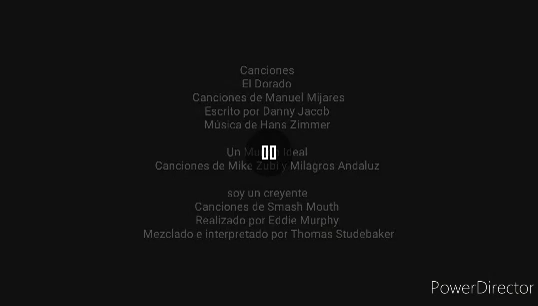 Canciones
El Dorado
Canciones de Manuel Mijares
Escrito por Danny Jacob
Música de Hans Zimmer
Un Ideal
Canciones de Mike Zubi y Milagros Andaluz
soy un creyente
Canciones de Smash Mouth
Realizado por Eddie Murphy
Mezclado e interpretado por Thomas Studebaker
PowerDirector